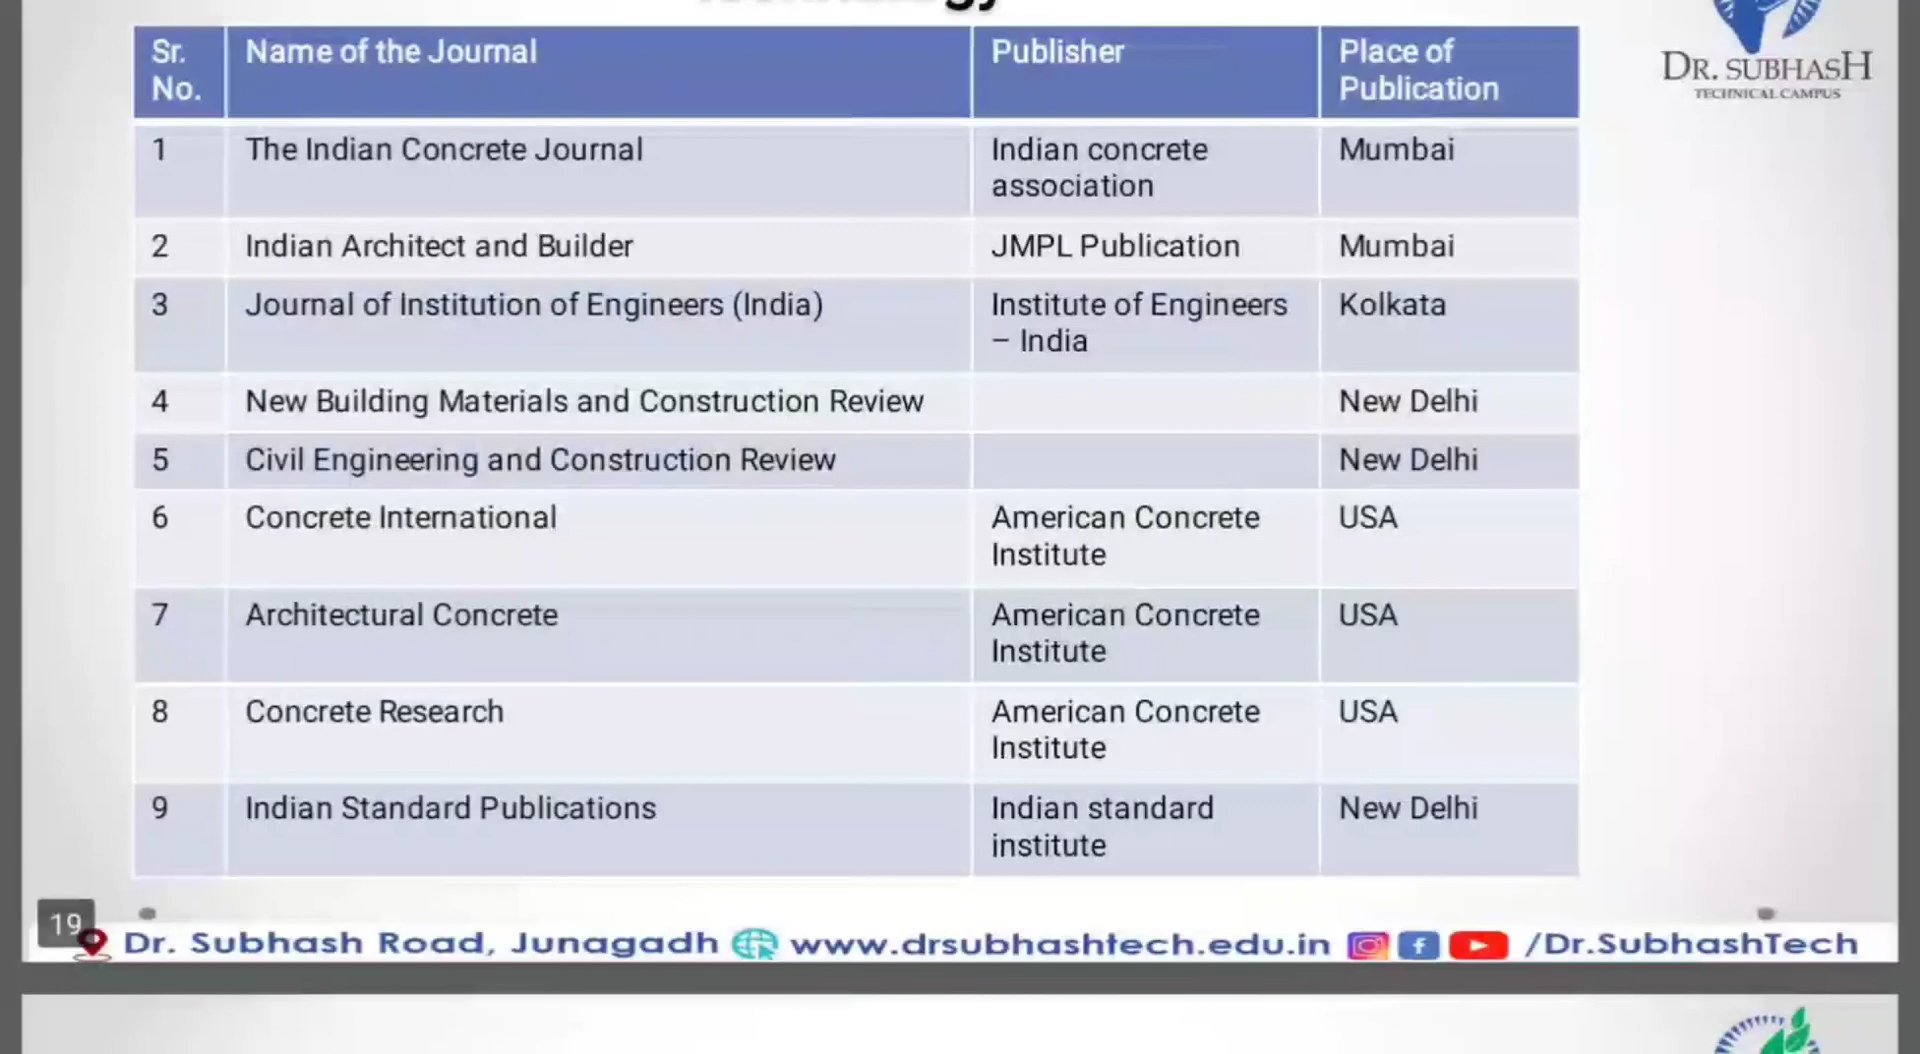 Sr. No. Name of the Journal Publisher Place of Publication
1 The Indian Concrete Journal Indian concrete association Mumbai
2 Indian Architect and Builder JMPL Publication Mumbai
3 Journal of Institution of Engineers (India) Institute of Engineers – India Kolkata
4 New Building Materials and Construction Review New Delhi
5 Civil Engineering and Construction Review New Delhi
6 Concrete International American Concrete Institute USA
7 Architectural Concrete American Concrete Institute USA
8 Concrete Research American Concrete Institute USA
9 Indian Standard Publications Indian standard institute New Delhi
DR. SUBHASH
TECHNICAL CAMPUS
19
Dr. Subhash Road, Junagadh www.drsubhashtech.edu.in /Dr.SubhashTech